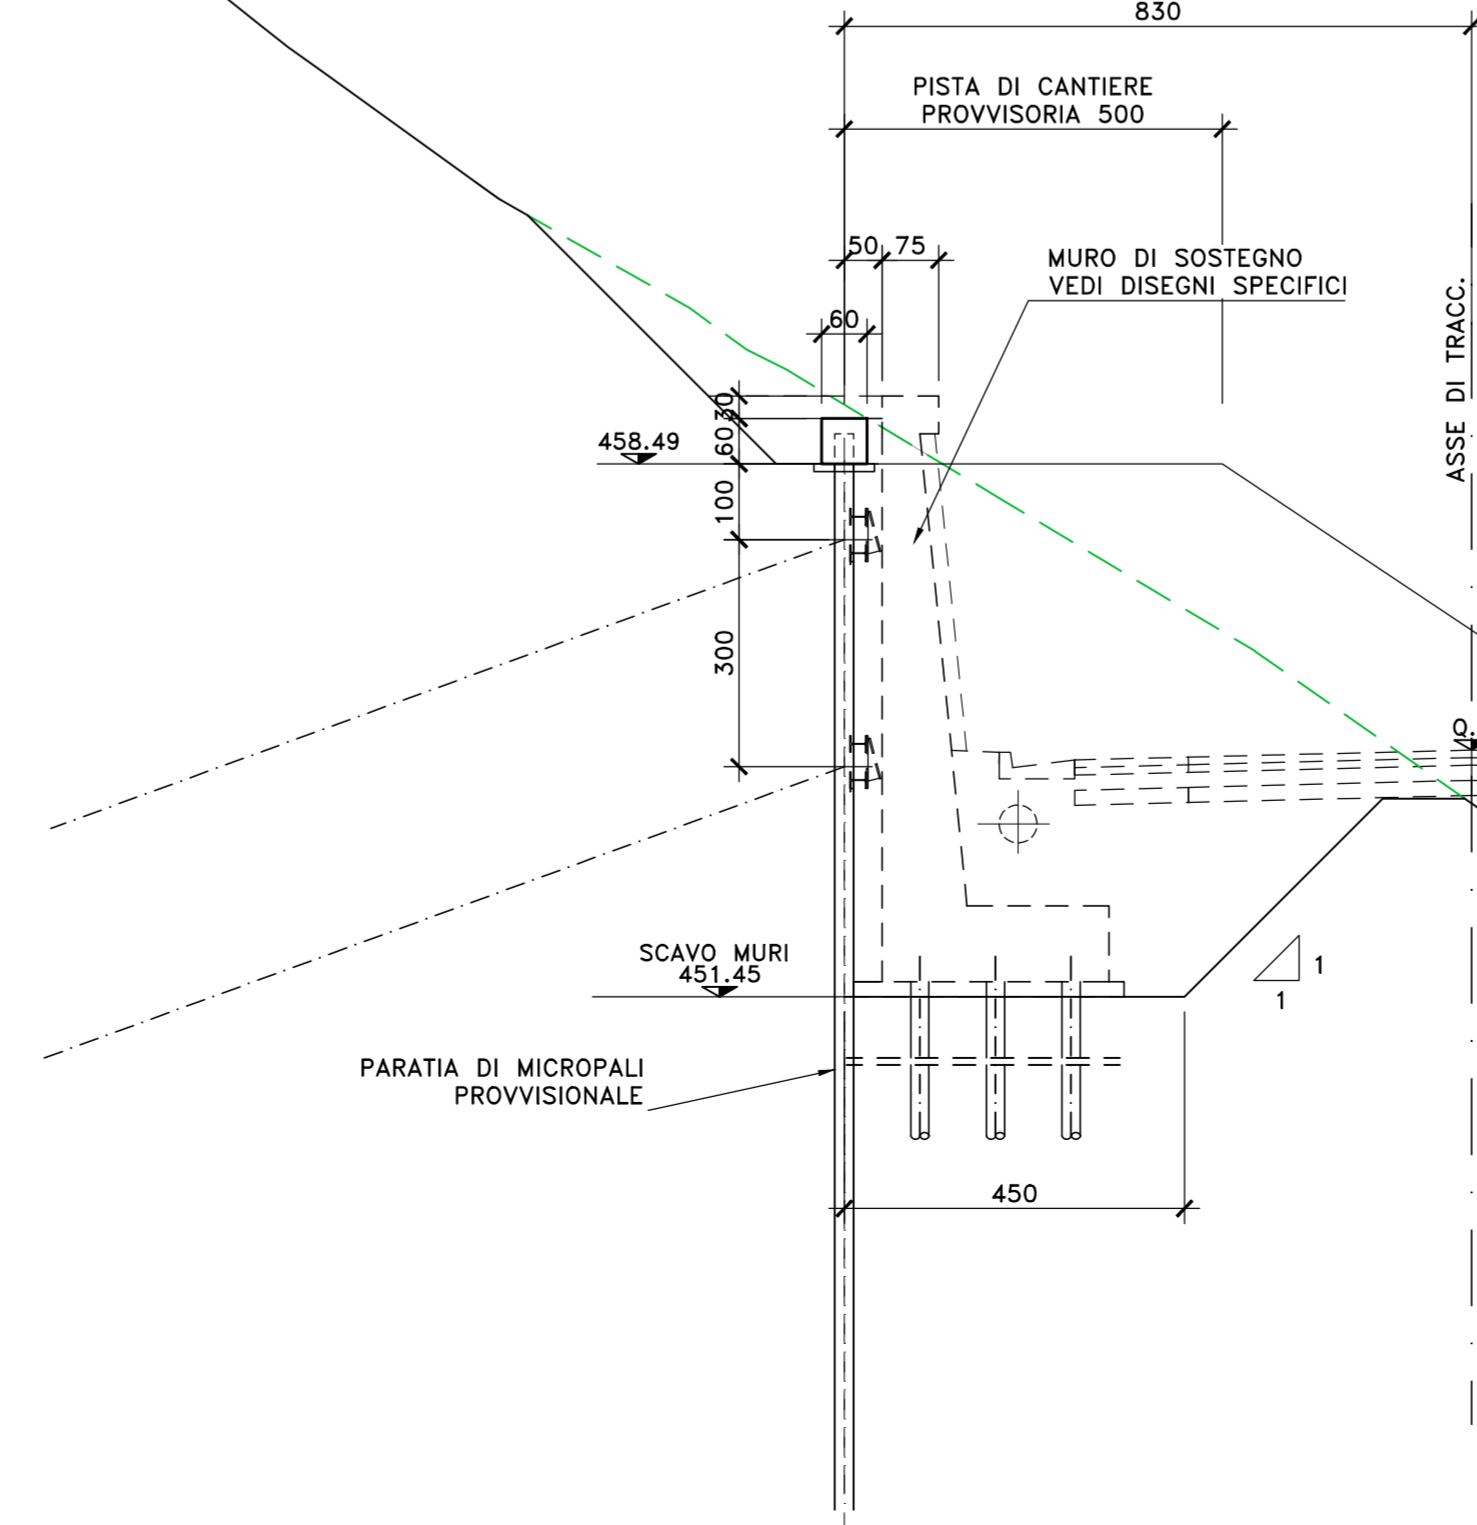 830
PISTA DI CANTIERE
PROVVISORIA 500
50
75
MURO DI SOSTEGNO
VEDI DISEGNI SPECIFICI
ASSE DI TRACC.
60
30
60
458.49
100
300
Q.
SCAVO MURI
451.45
1
1
PARATIA DI MICROPALI
PROVVISIONALE
450